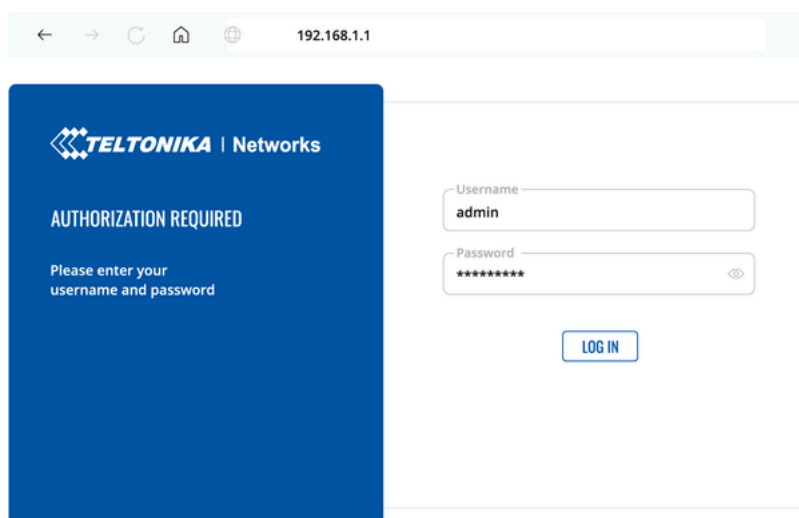 192.168.1.1
TELTONIKA | Networks
AUTHORIZATION REQUIRED
Please enter your
username and password
Username
admin
Password
*********
LOG IN